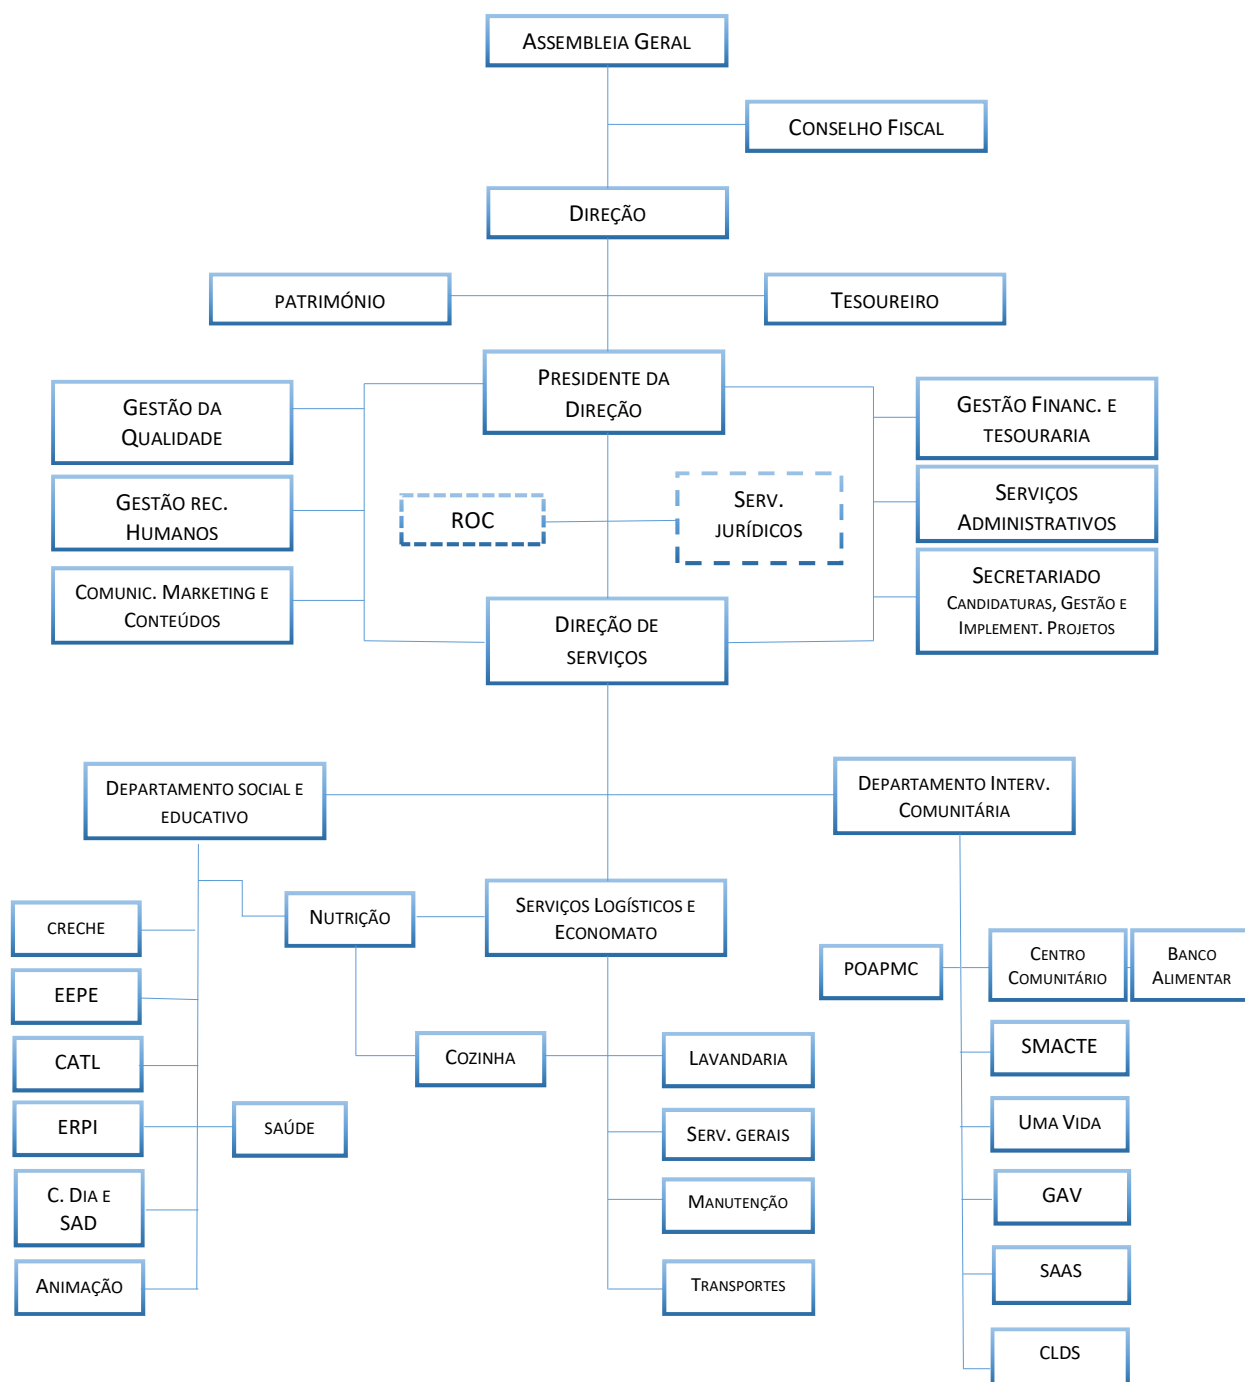 Assembleia Geral
Conselho Fiscal
Direção
património
Tesoureiro
Presidente da
Direção
Gestão da
Qualidade
Gestão Financ. e
tesouraria
Gestão rec.
Humanos
ROC
Serv.
jurídicos
Serviços
Administrativos
Comunic. Marketing e
Conteúdos
Direção de
serviços
Secretariado
Candidaturas, Gestão e
Implement. Projetos
Departamento social e
educativo
Departamento Interv.
Comunitária
creche
Nutrição
Serviços Logísticos e
Economato
POAPMC
Centro
Comunitário
Banco
Alimentar
EEPE
CATL
Cozinha
Lavandaria
SMACTE
ERPI
saúde
Serv. gerais
Uma Vida
C. Dia e
SAD
Manutenção
GAV
Animação
Transportes
SAAS
CLDS